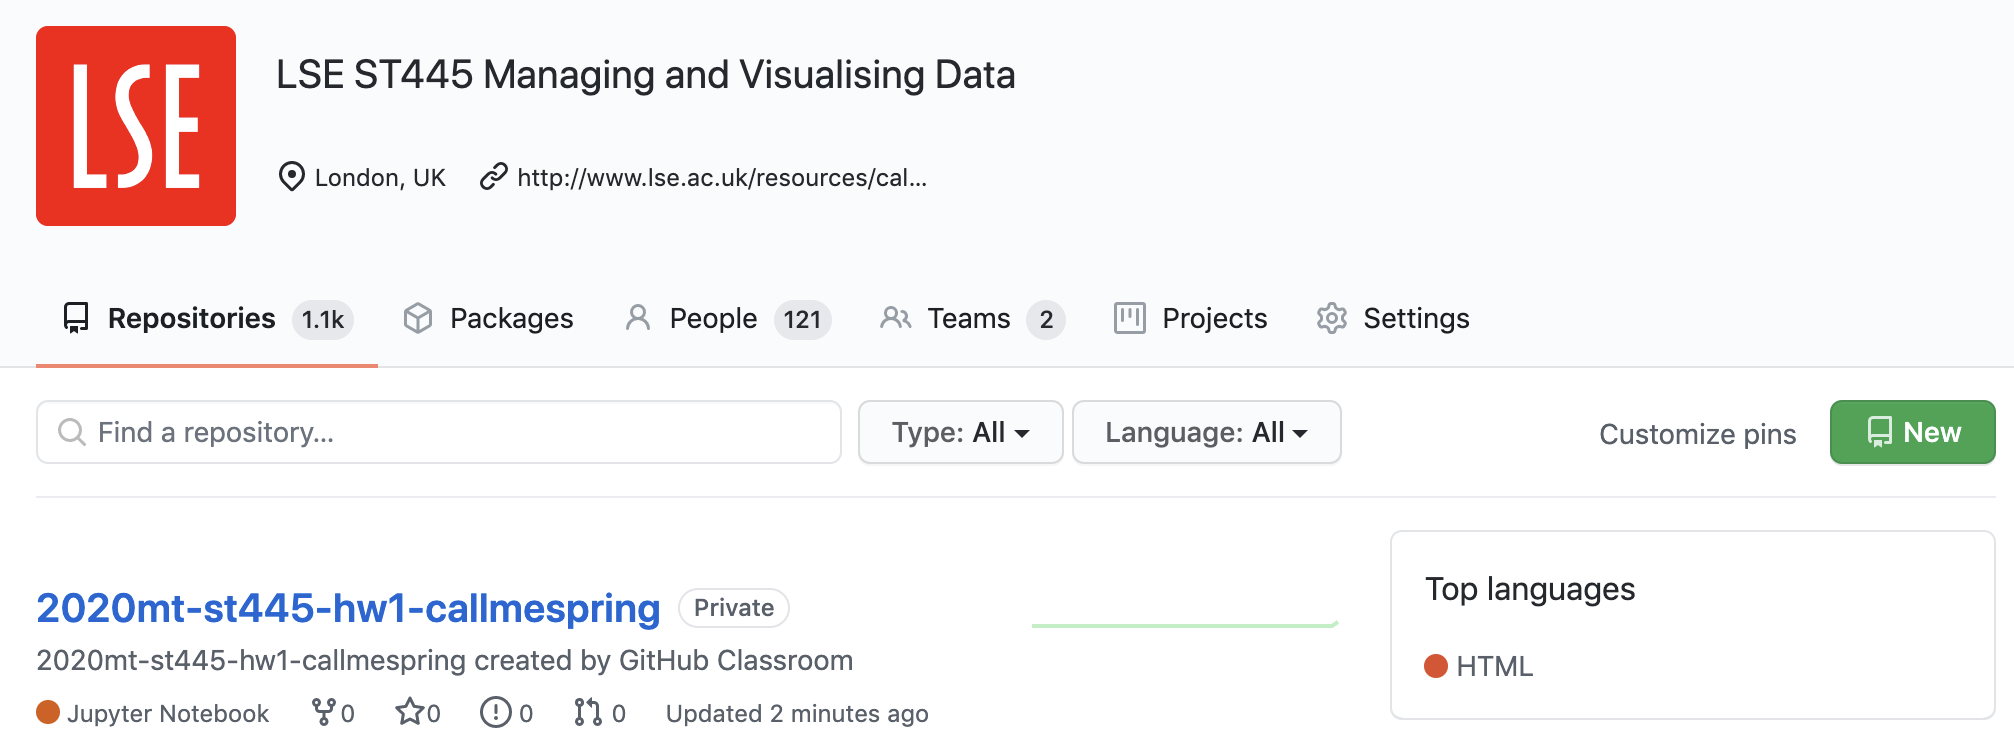 LSE
LSE ST445 Managing and Visualising Data
London, UK http://www.lse.ac.uk/resources/cal...
Repositories 1.1k Packages People 121 Teams 2 Projects Settings
Find a repository... Type: All Language: All Customize pins New
2020mt-st445-hw1-callmespring Private
2020mt-st445-hw1-callmespring created by GitHub Classroom
Jupyter Notebook 0 0 0 0 Updated 2 minutes ago
Top languages
HTML